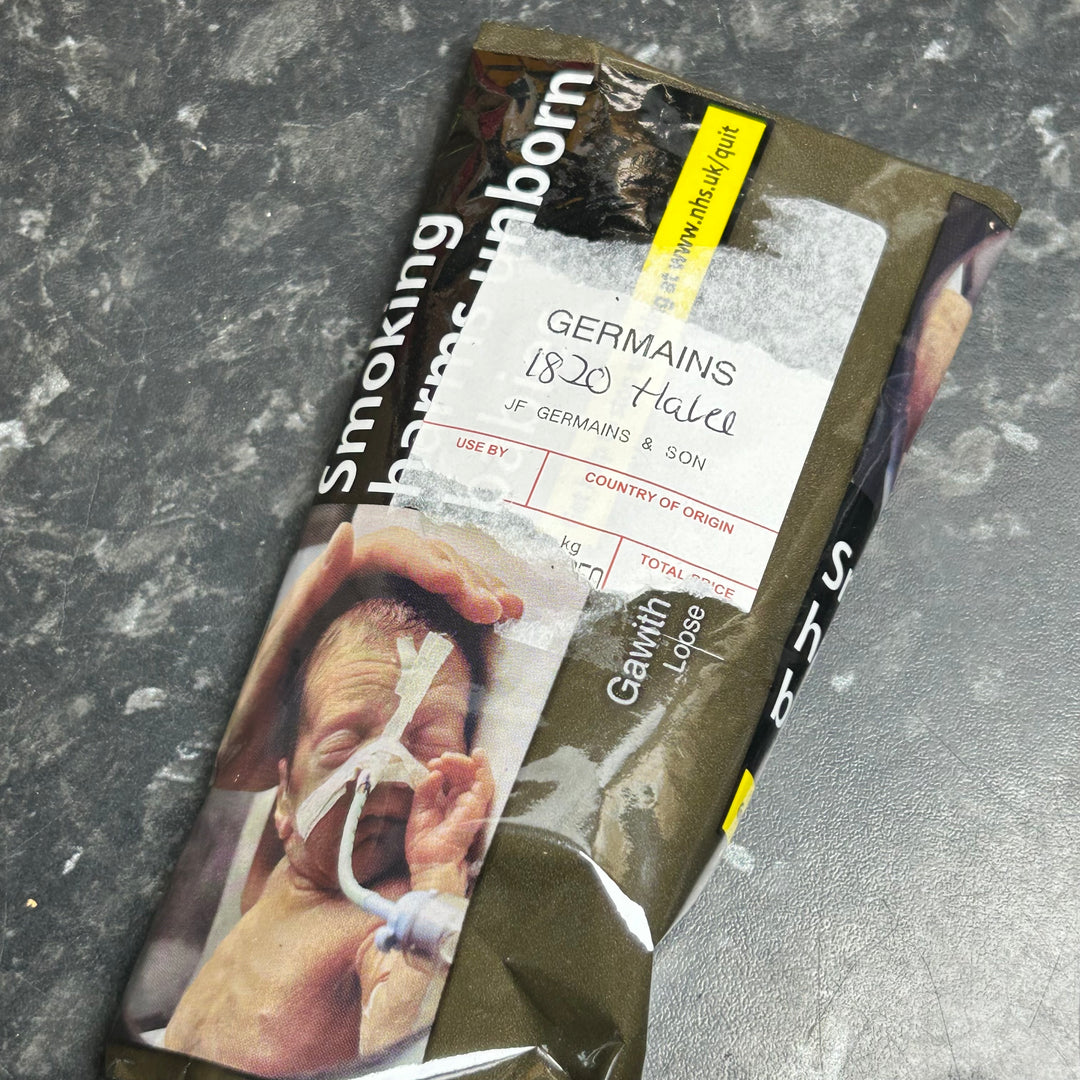 Smoking
harms unborn
at www.nhs.uk/quit
GERMAINS
1820
JF GERMAINS & SON
USE BY
COUNTRY OF ORIGIN
kg
TOTAL PRICE
Gawith
Loose
S
h
b